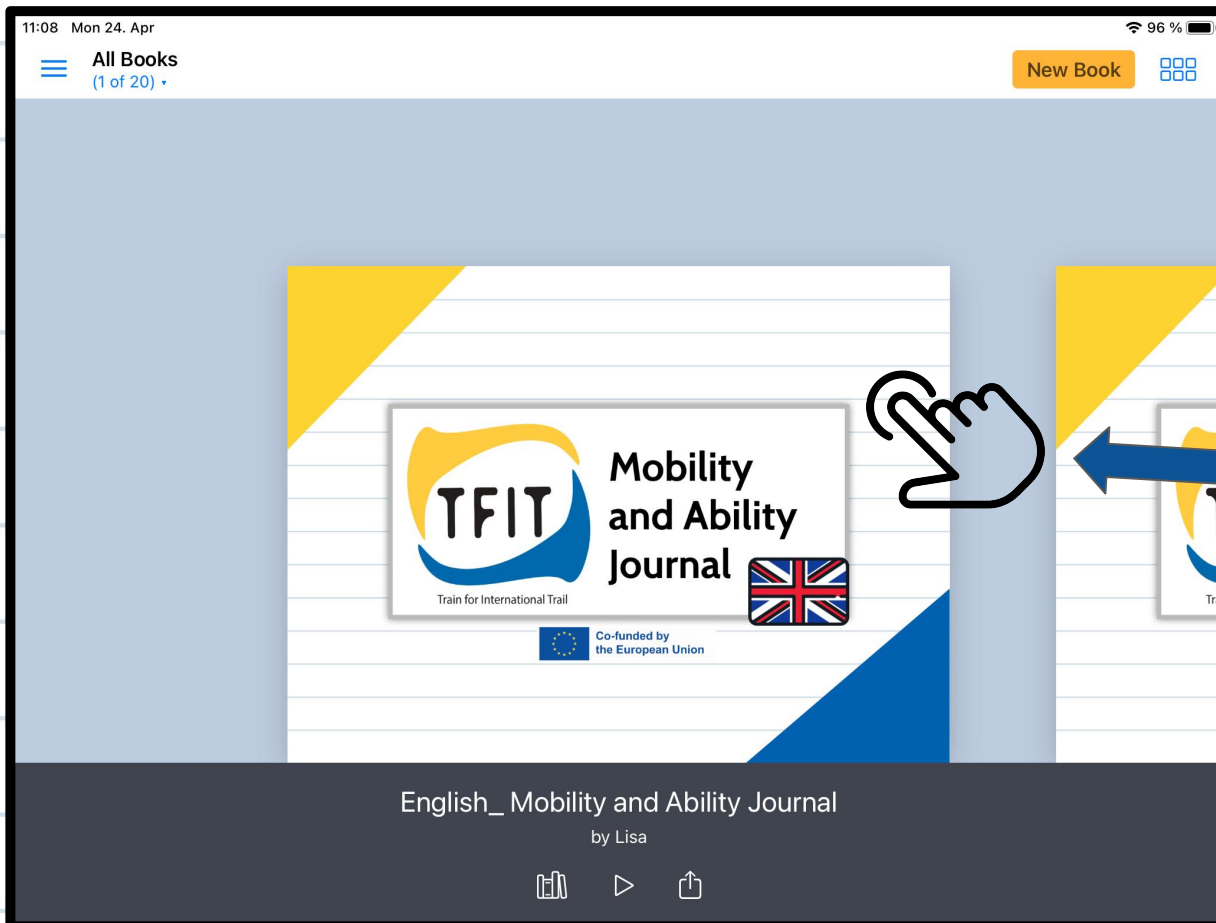 11:08 Mon 24. Apr
96 %
All Books
(1 of 20)
New Book
TFIT
Train for International Trail
Mobility
and Ability
Journal
Co-funded by
the European Union
English_ Mobility and Ability Journal
by Lisa